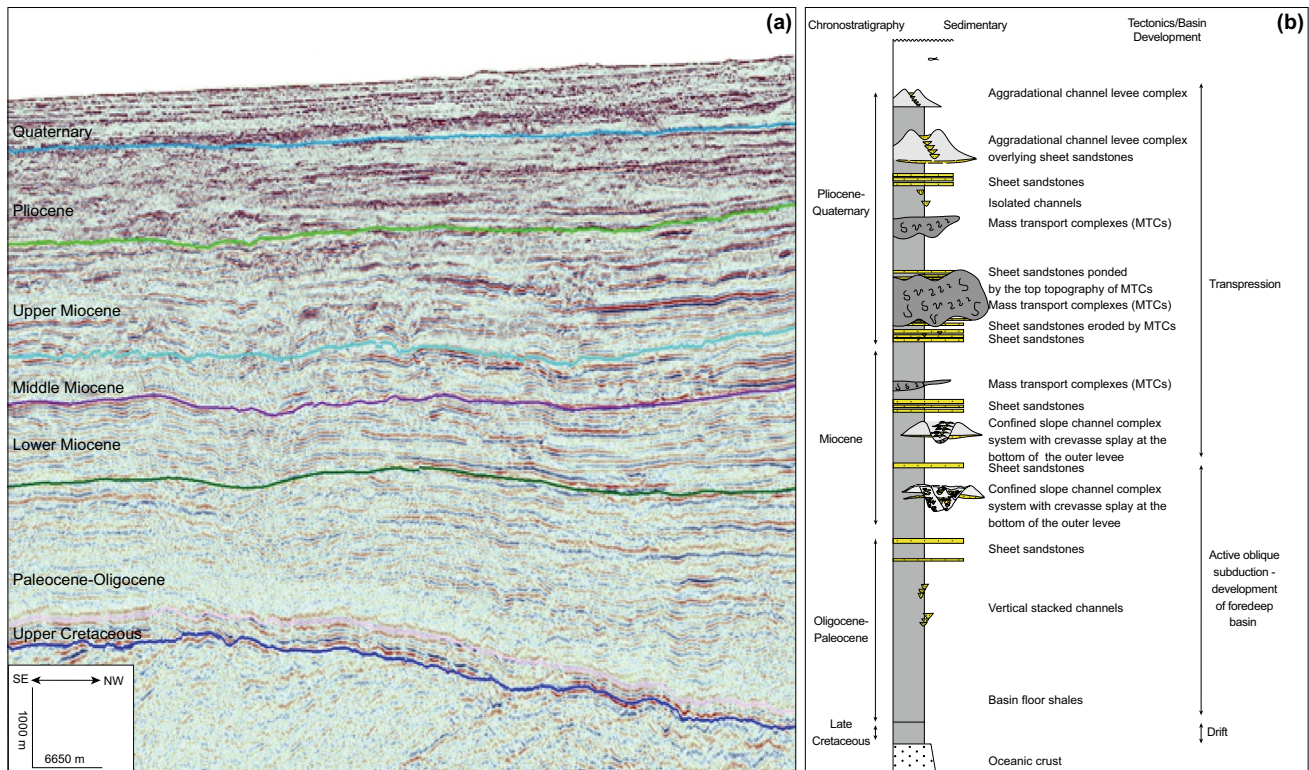 (a)
Quaternary
Pliocene
Upper Miocene
Middle Miocene
Lower Miocene
Paleocene-Oligocene
Upper Cretaceous
SE
NW
1000 m
6650 m
(b)
Chronostratigraphy
Sedimentary
Tectonics/Basin
Development
Aggradational channel levee complex
Aggradational channel levee complex
overlying sheet sandstones
Sheet sandstones
Isolated channels
Mass transport complexes (MTCs)
Sheet sandstones ponded
by the top topography of MTCs
Mass transport complexes (MTCs)
Sheet sandstones eroded by MTCs
Sheet sandstones
Mass transport complexes (MTCs)
Sheet sandstones
Confined slope channel complex
system with crevasse splay at the
bottom of the outer levee
Sheet sandstones
Confined slope channel complex
system with crevasse splay at the
bottom of the outer levee
Sheet sandstones
Vertical stacked channels
Basin floor shales
Oceanic crust
Pliocene-
Quaternary
Miocene
Oligocene-
Paleocene
Late
Cretaceous
Transpression
Active oblique
subduction -
development
of foredeep
basin
Drift